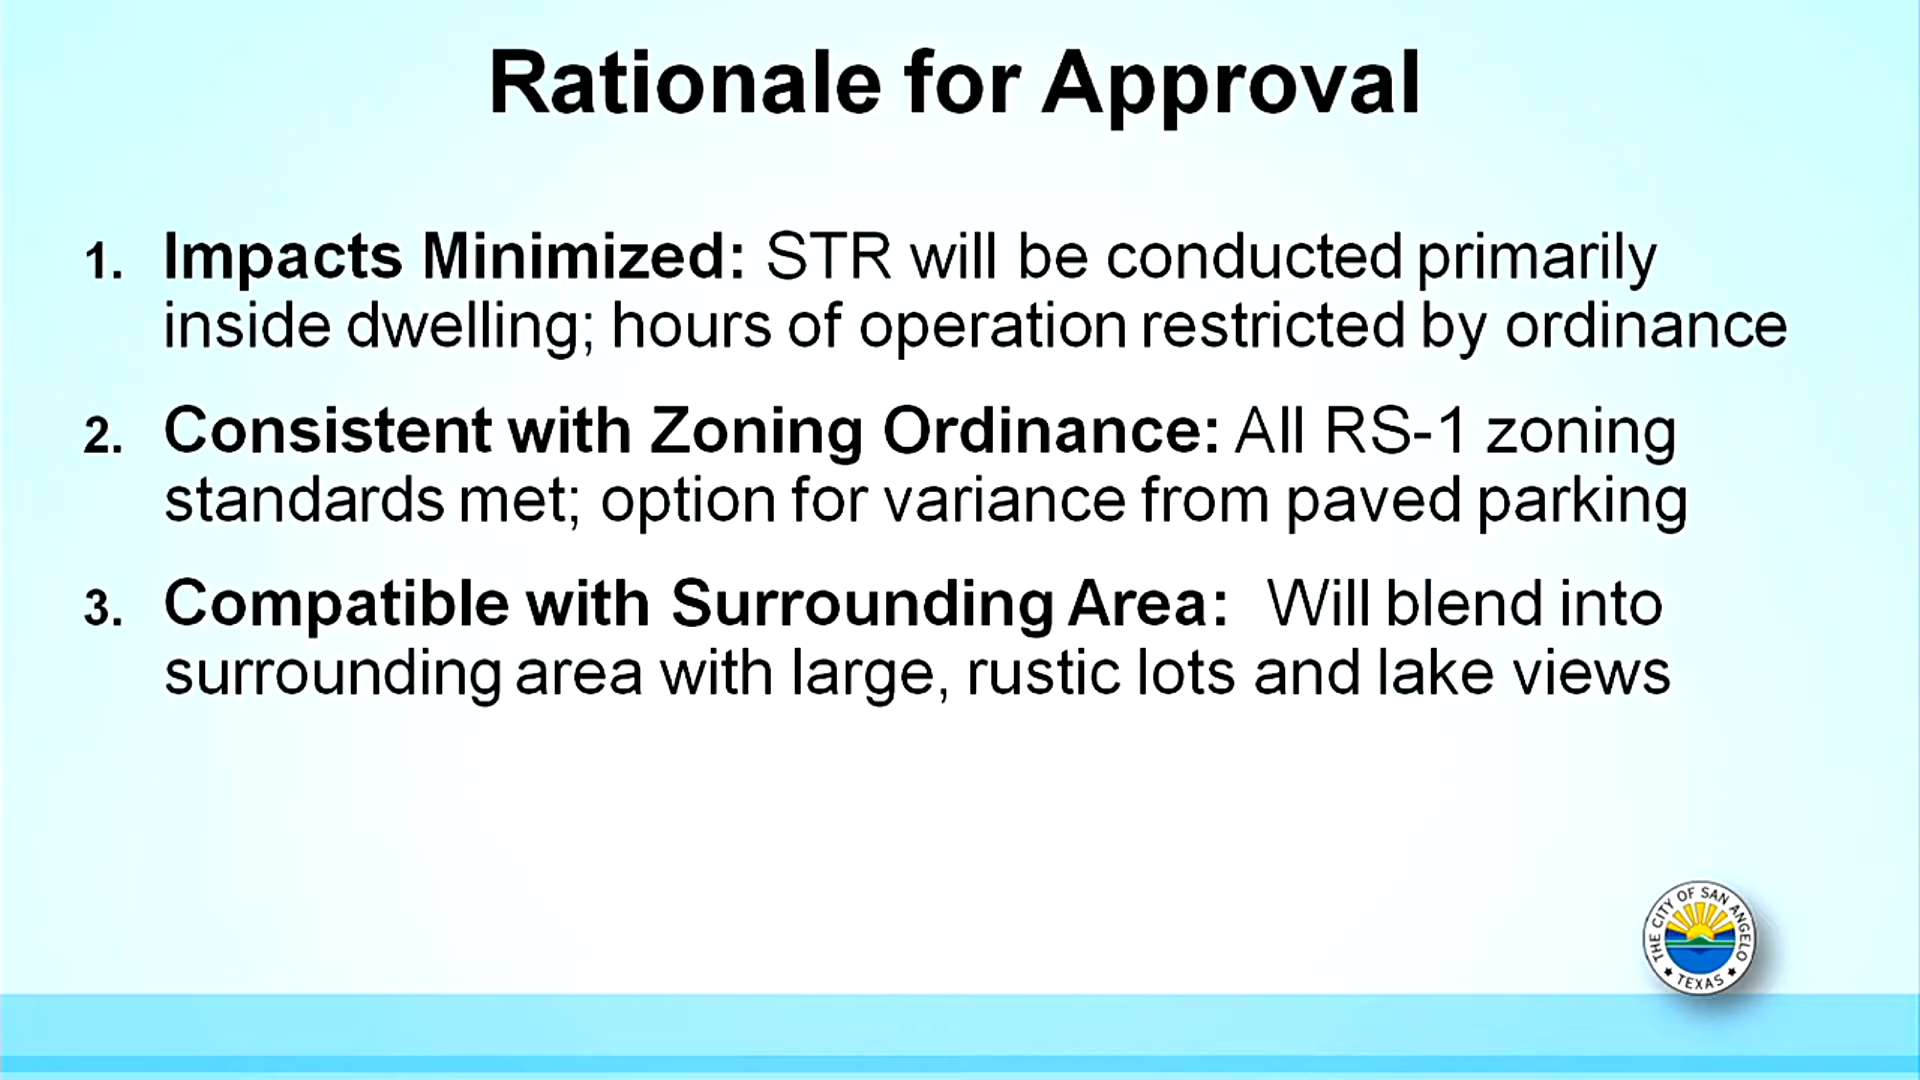 Rationale for Approval
1. Impacts Minimized: STR will be conducted primarily
inside dwelling; hours of operation restricted by ordinance
2. Consistent with Zoning Ordinance: All RS-1 zoning
standards met; option for variance from paved parking
3. Compatible with Surrounding Area: Will blend into
surrounding area with large, rustic lots and lake views
THE CITY OF SAN ANGELO
TEXAS